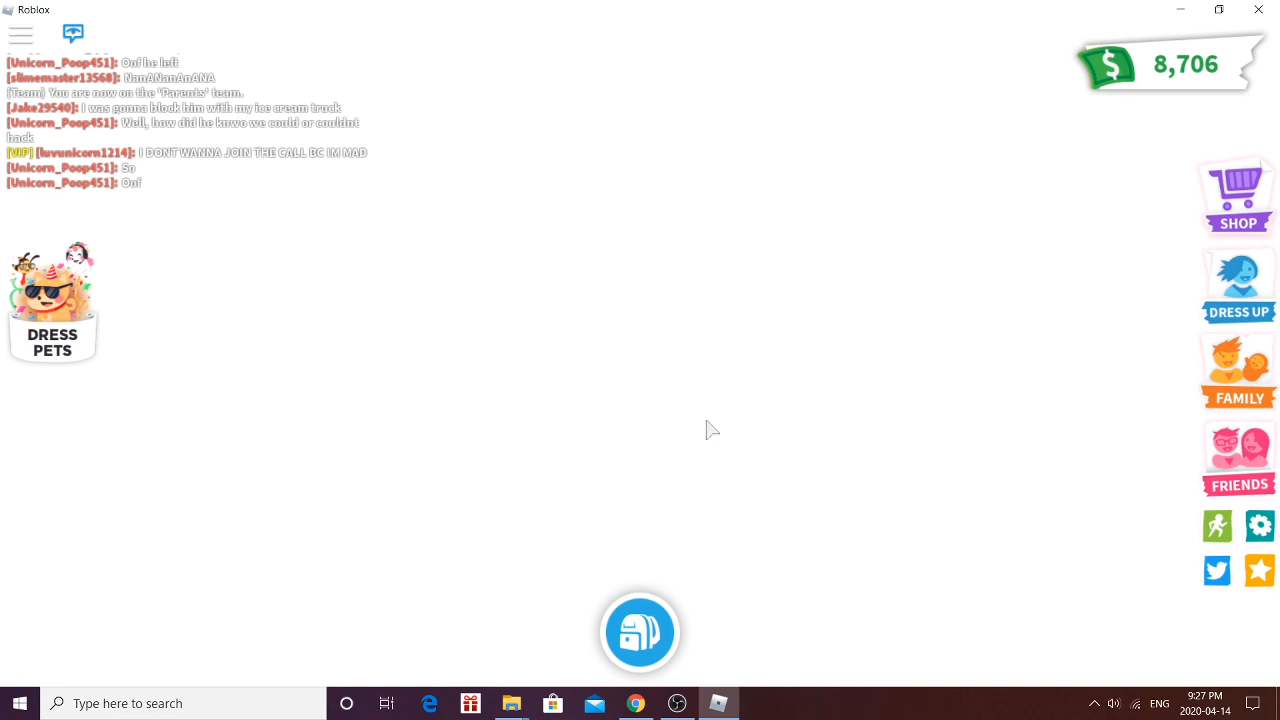 Roblox
[Unicorn_Poop451]: Oof he left
[slimemaster13568]: NanANanAnANA
[Team] You are now on the 'Parents' team.
[Jake29540]: I was gonna block him with my ice cream truck
[Unicorn_Poop451]: Well, how did he knwo we could or couldnt
hack
[VIP] [luvunicorn1214]: I DONT WANNA JOIN THE CALL BC IM MAD
[Unicorn_Poop451]: So
[Unicorn_Poop451]: Oof
$ 8,706
SHOP
DRESS UP
FAMILY
FRIENDS
DRESS
PETS
Type here to search
ENG
9:27 PM
2020-04-14